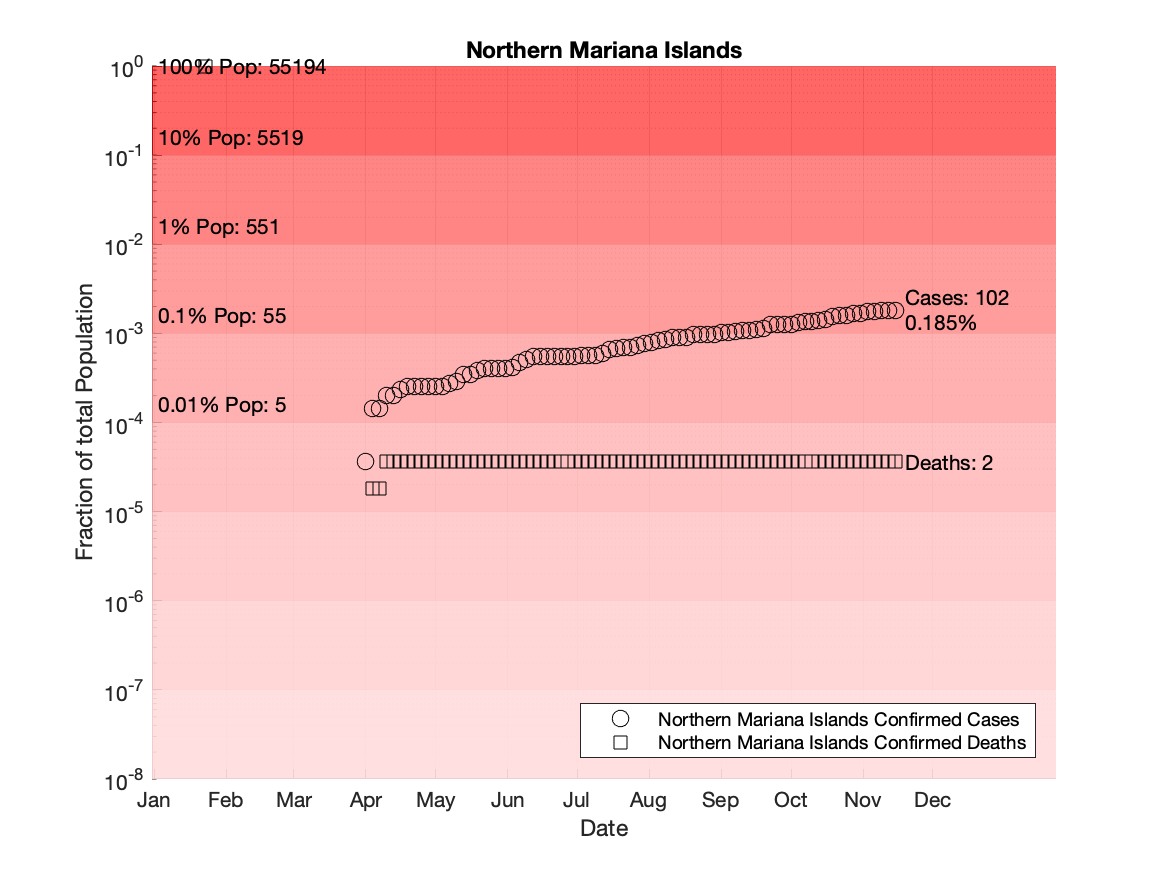 Northern Mariana Islands
10^0
100% Pop: 55194
10% Pop: 5519
10^-1
1% Pop: 551
10^-2
Cases: 102
0.1% Pop: 55
0.185%
10^-3
0.01% Pop: 5
10^-4
Deaths: 2
10^-5
10^-6
10^-7
10^-8
Fraction of total Population
Northern Mariana Islands Confirmed Cases
Northern Mariana Islands Confirmed Deaths
Jan Feb Mar Apr May Jun Jul Aug Sep Oct Nov Dec
Date